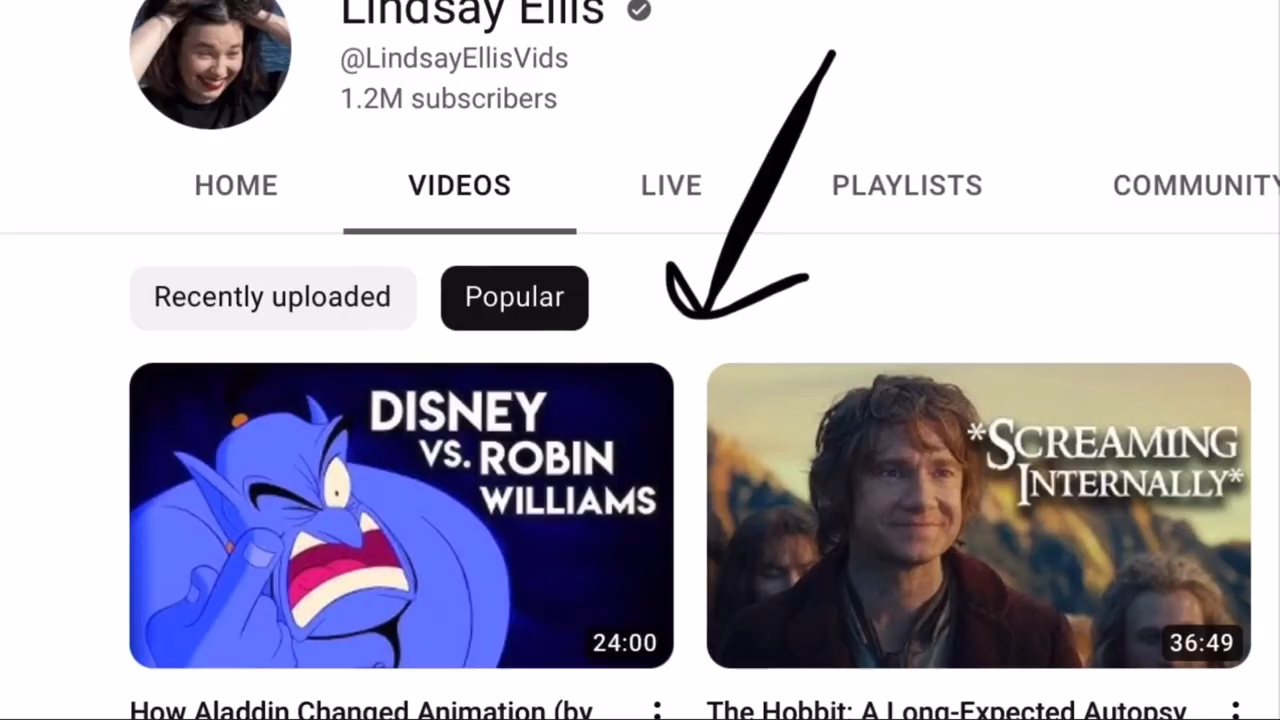 Lindsay Ellis
@LindsayEllisVids
1.2M subscribers
HOME VIDEOS LIVE PLAYLISTS COMMUNITY
Recently uploaded Popular
DISNEY
VS. ROBIN
WILLIAMS
24:00
*SCREAMING
INTERNALLY*
36:49
How Aladdin Changed Animation (by
The Hobbit: A Long-Expected Autopsy